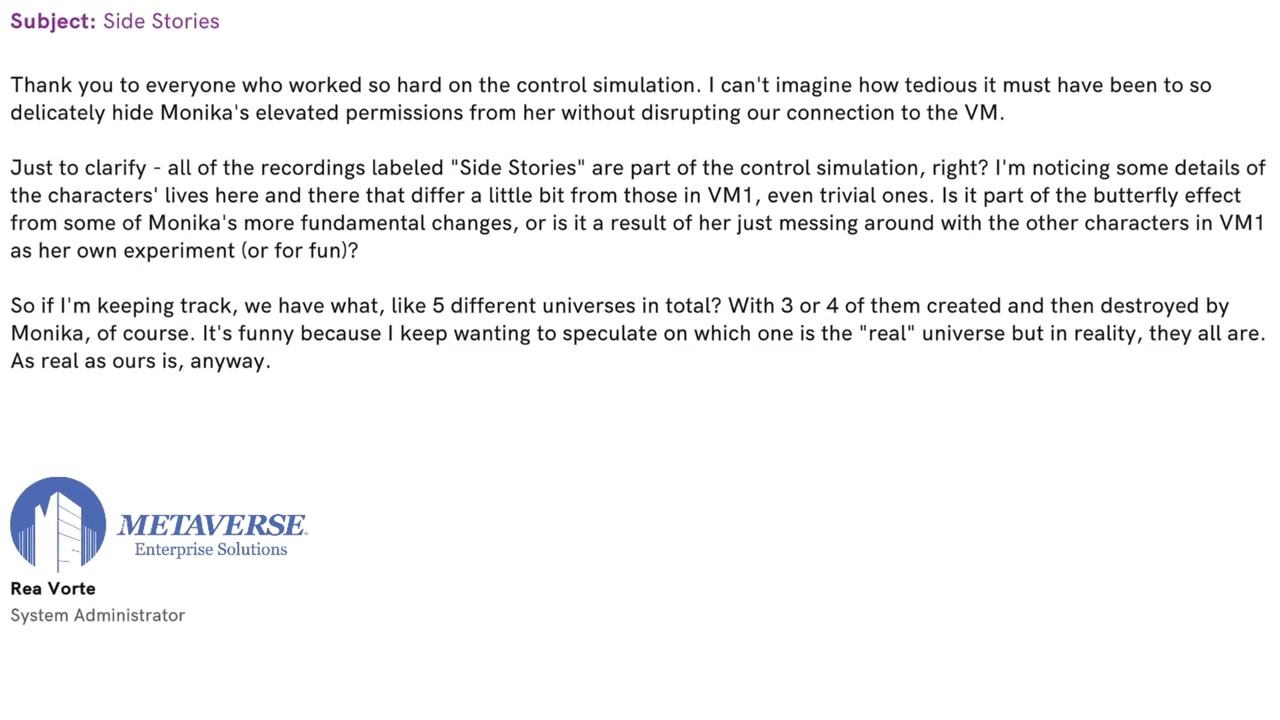 Subject: Side Stories
Thank you to everyone who worked so hard on the control simulation. I can't imagine how tedious it must have been to so
delicately hide Monika's elevated permissions from her without disrupting our connection to the VM.
Just to clarify - all of the recordings labeled "Side Stories" are part of the control simulation, right? I'm noticing some details of
the characters' lives here and there that differ a little bit from those in VM1, even trivial ones. Is it part of the butterfly effect
from some of Monika's more fundamental changes, or is it a result of her just messing around with the other characters in VM1
as her own experiment (or for fun)?
So if I'm keeping track, we have what, like 5 different universes in total? With 3 or 4 of them created and then destroyed by
Monika, of course. It's funny because I keep wanting to speculate on which one is the "real" universe but in reality, they all are.
As real as ours is, anyway.
METAVERSE
Enterprise Solutions
Rea Vorte
System Administrator